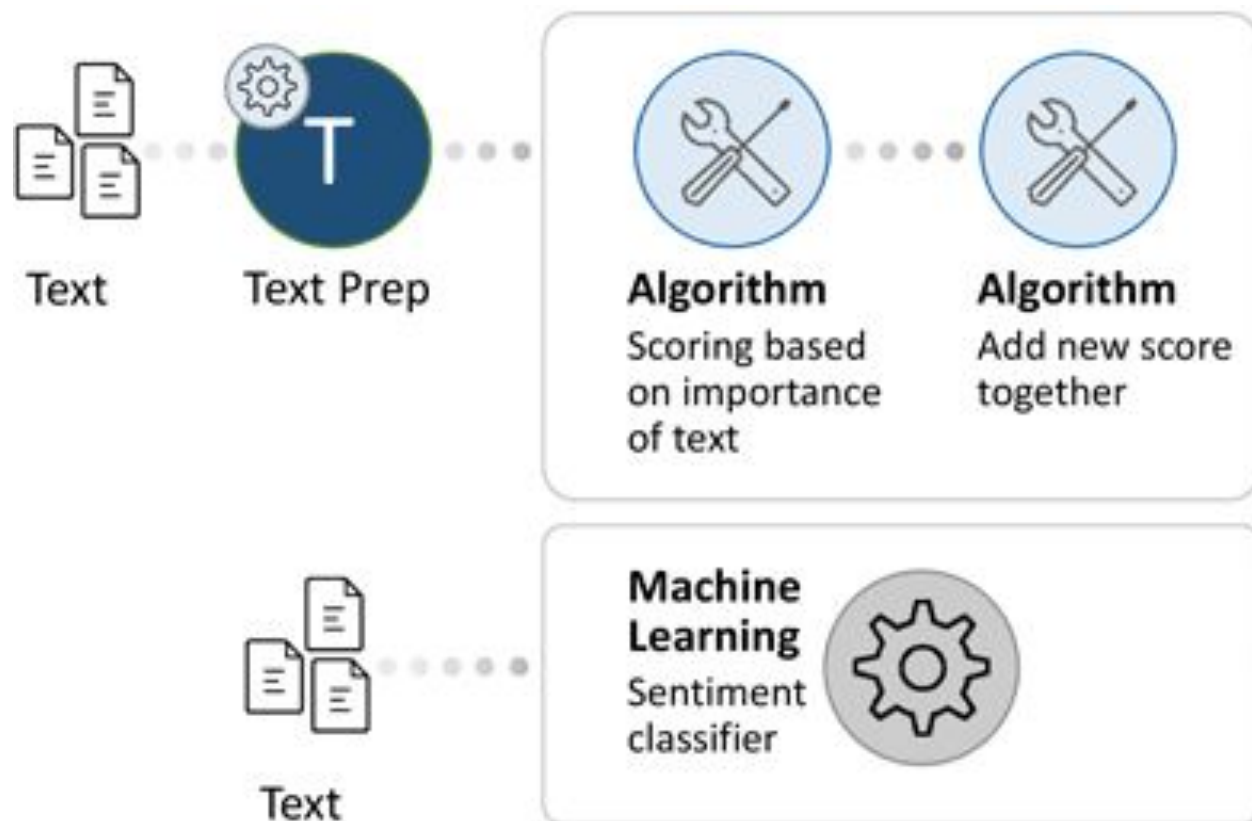 T
Text
Text Prep
Algorithm
Scoring based
on importance
of text
Algorithm
Add new score
together
Machine
Learning
Sentiment
classifier
Text